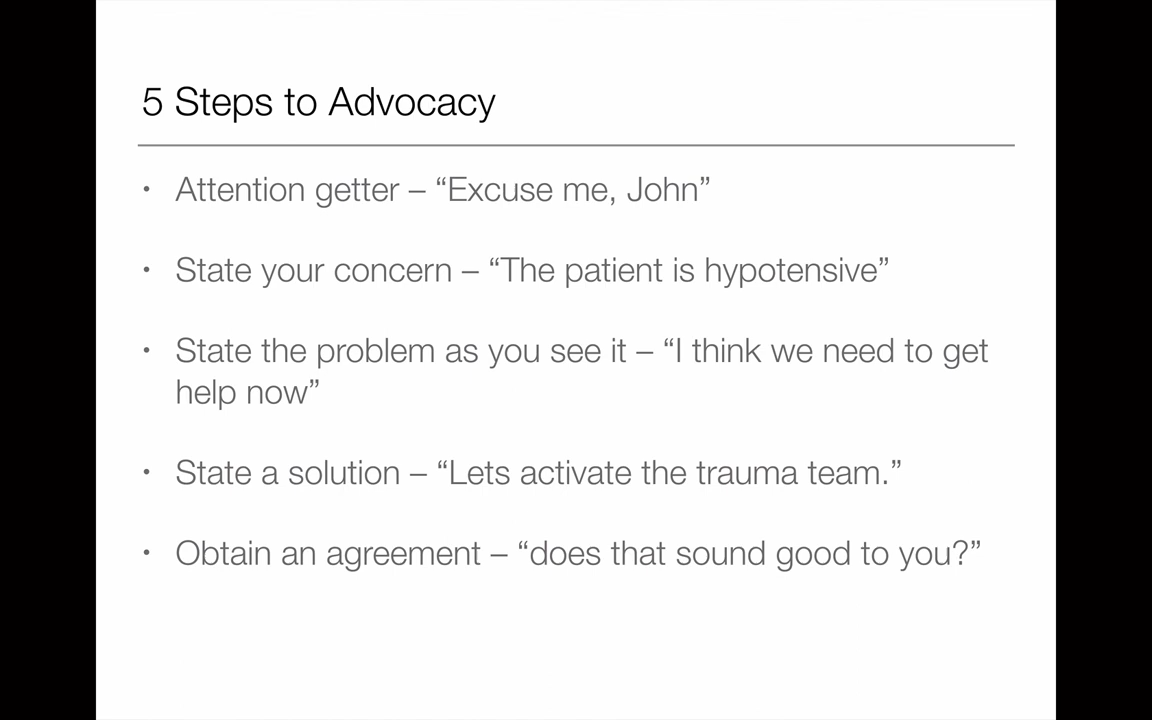 5 Steps to Advocacy
• Attention getter – “Excuse me, John”
• State your concern – “The patient is hypotensive”
• State the problem as you see it – “I think we need to get
help now”
• State a solution – “Lets activate the trauma team.”
• Obtain an agreement – “does that sound good to you?”